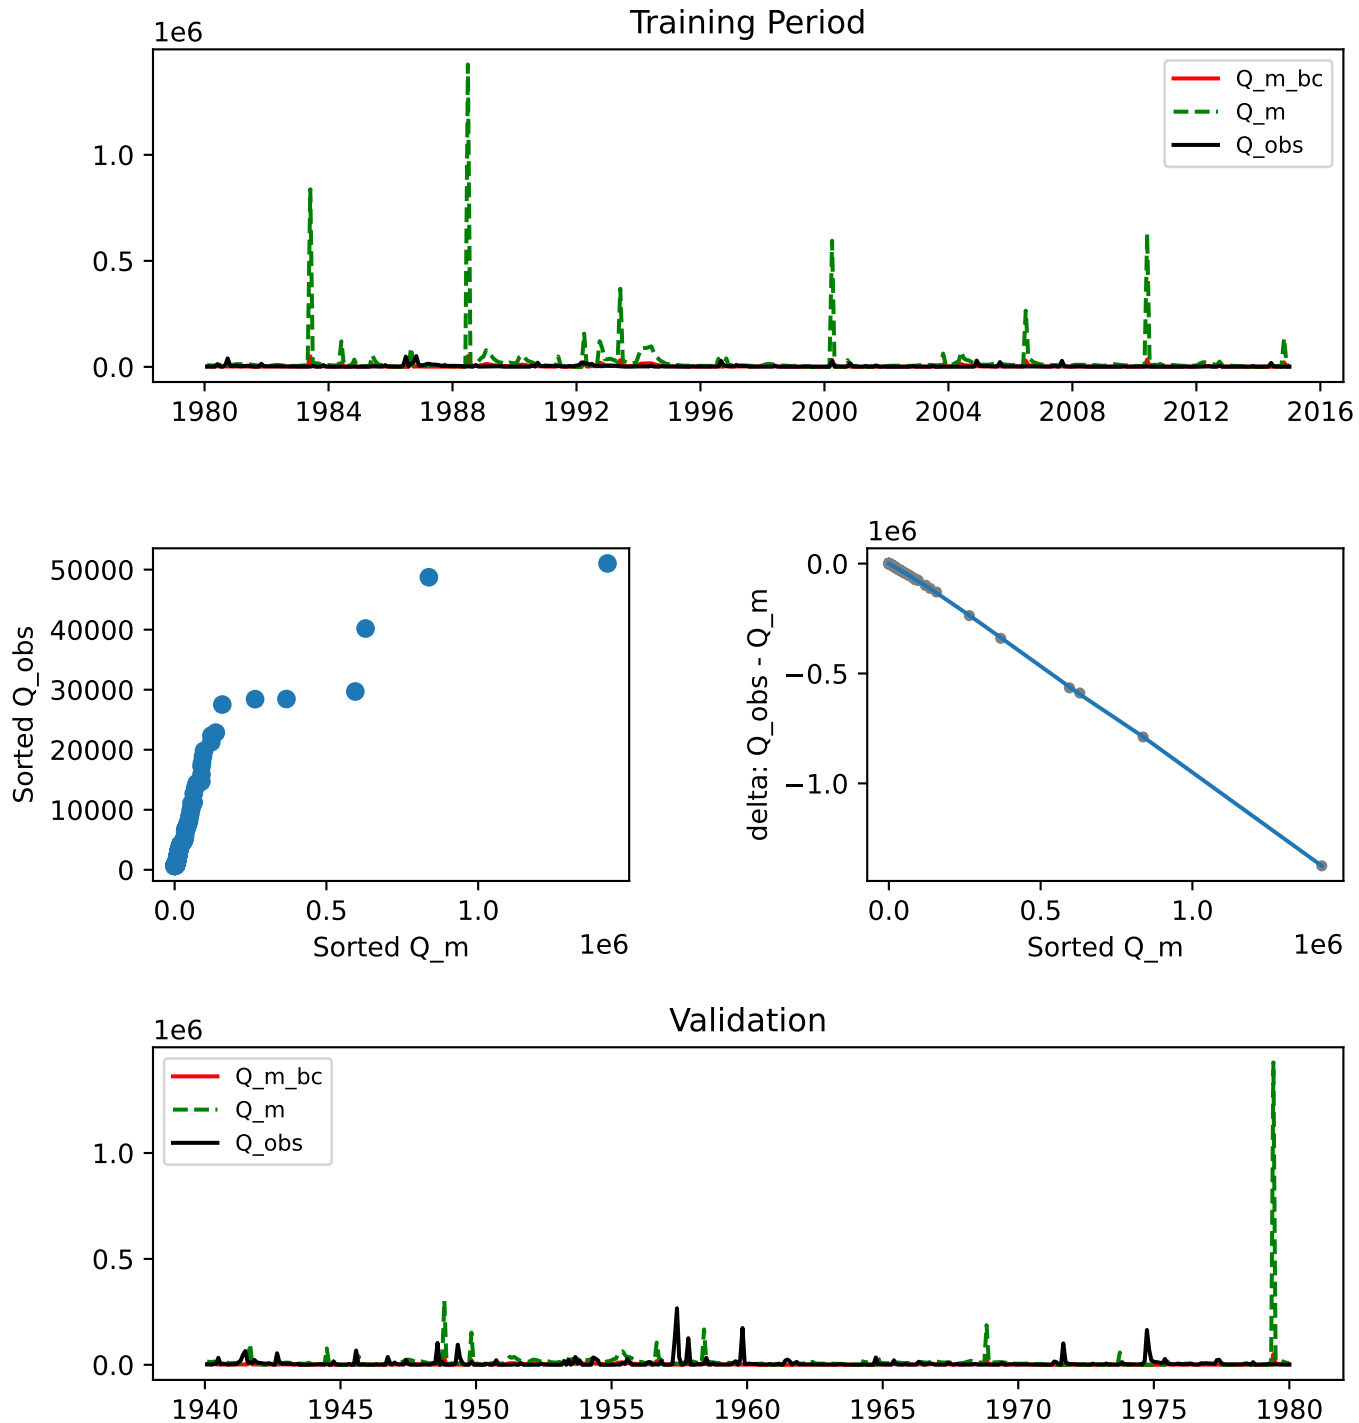 Training Period
1e6
1.0
0.5
0.0
Q_m_bc
Q_m
Q_obs
1980 1984 1988 1992 1996 2000 2004 2008 2012 2016
50000
40000
30000
20000
10000
0
Sorted Q_obs
0.0 0.5 1.0
Sorted Q_m
1e6
1e6
0.0
−0.5
−1.0
delta: Q_obs - Q_m
0.0 0.5 1.0
Sorted Q_m
1e6
Validation
1e6
1.0
0.5
0.0
Q_m_bc
Q_m
Q_obs
1940 1945 1950 1955 1960 1965 1970 1975 1980